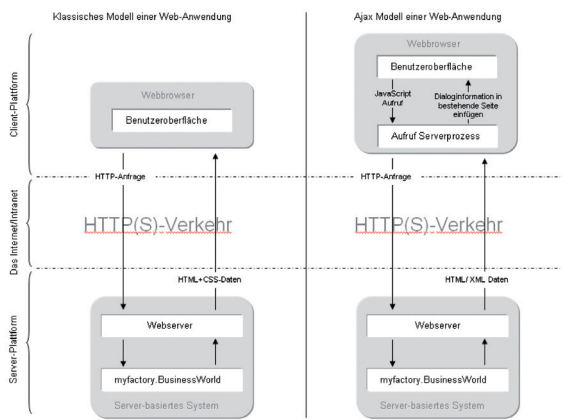 Klassisches Modell einer Web-Anwendung
Client-Plattform
Webbrowser
Benutzeroberfläche
HTTP-Anfrage
Das Internet/Intranet
HTTP(S)-Verkehr
HTML+CSS-Daten
Server-Plattform
Webserver
myfactory.BusinessWorld
Server-basiertes System
Ajax Modell einer Web-Anwendung
Webbrowser
Benutzeroberfläche
JavaScript
Aufruf
Dialoginformation in
bestehende Seite
einfügen
Aufruf Serverprozess
HTTP-Anfrage
HTTP(S)-Verkehr
HTML/ XML Daten
Webserver
myfactory.BusinessWorld
Server-basiertes System